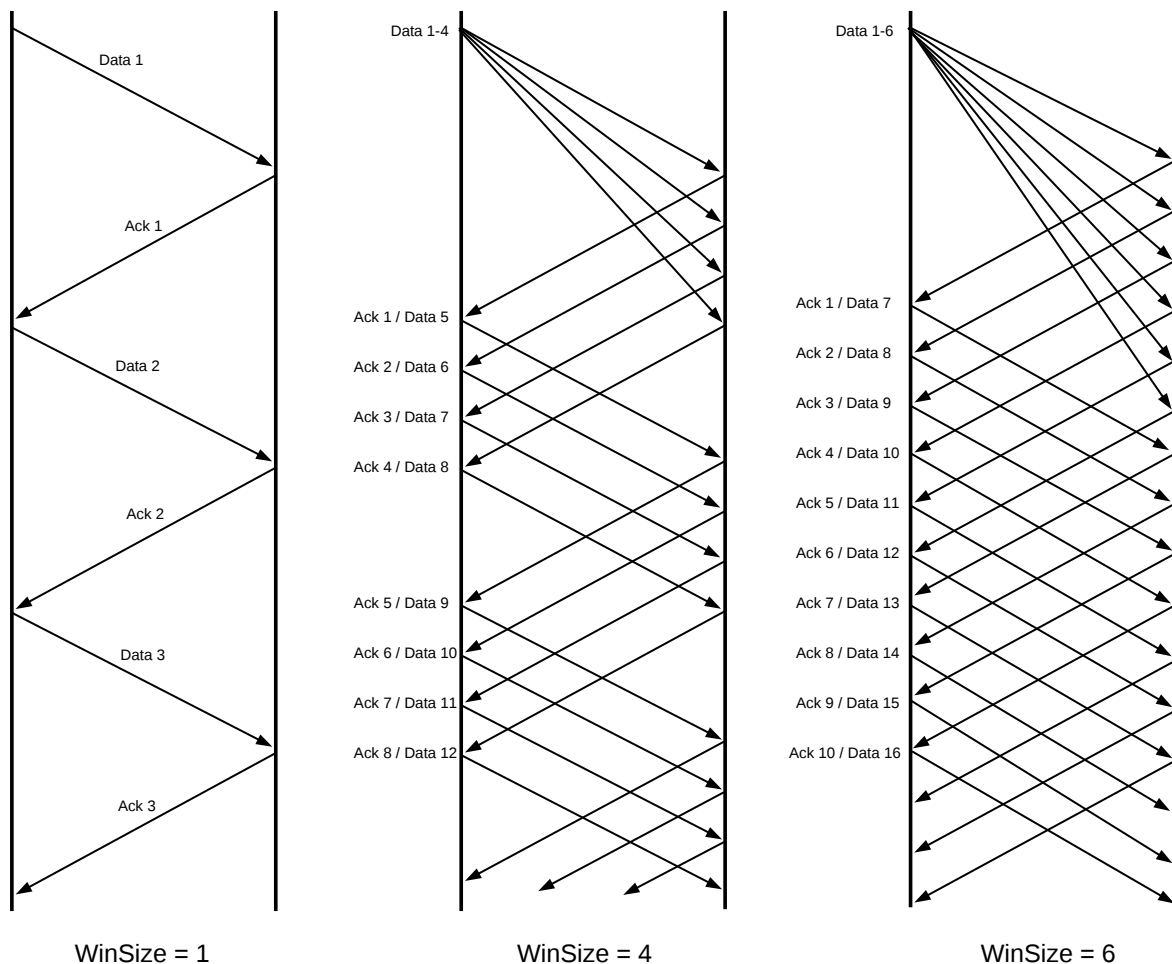 Data 1
Ack 1
Data 2
Ack 2
Data 3
Ack 3
WinSize = 1
Data 1-4
Ack 1 / Data 5
Ack 2 / Data 6
Ack 3 / Data 7
Ack 4 / Data 8
Ack 5 / Data 9
Ack 6 / Data 10
Ack 7 / Data 11
Ack 8 / Data 12
WinSize = 4
Data 1-6
Ack 1 / Data 7
Ack 2 / Data 8
Ack 3 / Data 9
Ack 4 / Data 10
Ack 5 / Data 11
Ack 6 / Data 12
Ack 7 / Data 13
Ack 8 / Data 14
Ack 9 / Data 15
Ack 10 / Data 16
WinSize = 6